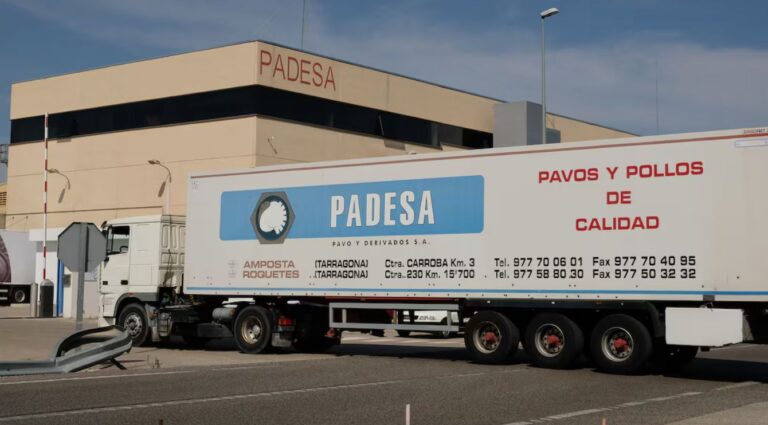 PADESA
PADESA
PAVO Y DERIVADOS S.A.
PAVOS Y POLLOS
DE
CALIDAD
AMPOSTA (TARRAGONA) Ctra. CARROBA Km. 3 Tel. 977 70 06 01 Fax 977 70 40 95
ROQUETES (TARRAGONA) Ctra. 230 Km. 15'700 Tel. 977 58 80 30 Fax 977 50 32 32